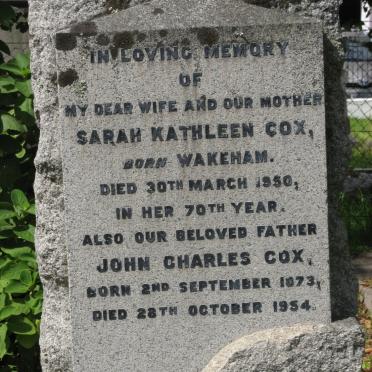 IN LOVING MEMORY
OF
MY DEAR WIFE AND OUR MOTHER
SARAH KATHLEEN COX,
BORN WAKEHAM.
DIED 30TH MARCH 1950,
IN HER 70TH YEAR.
ALSO OUR BELOVED FATHER
JOHN CHARLES COX,
BORN 2ND SEPTEMBER 1873,
DIED 28TH OCTOBER 1954.